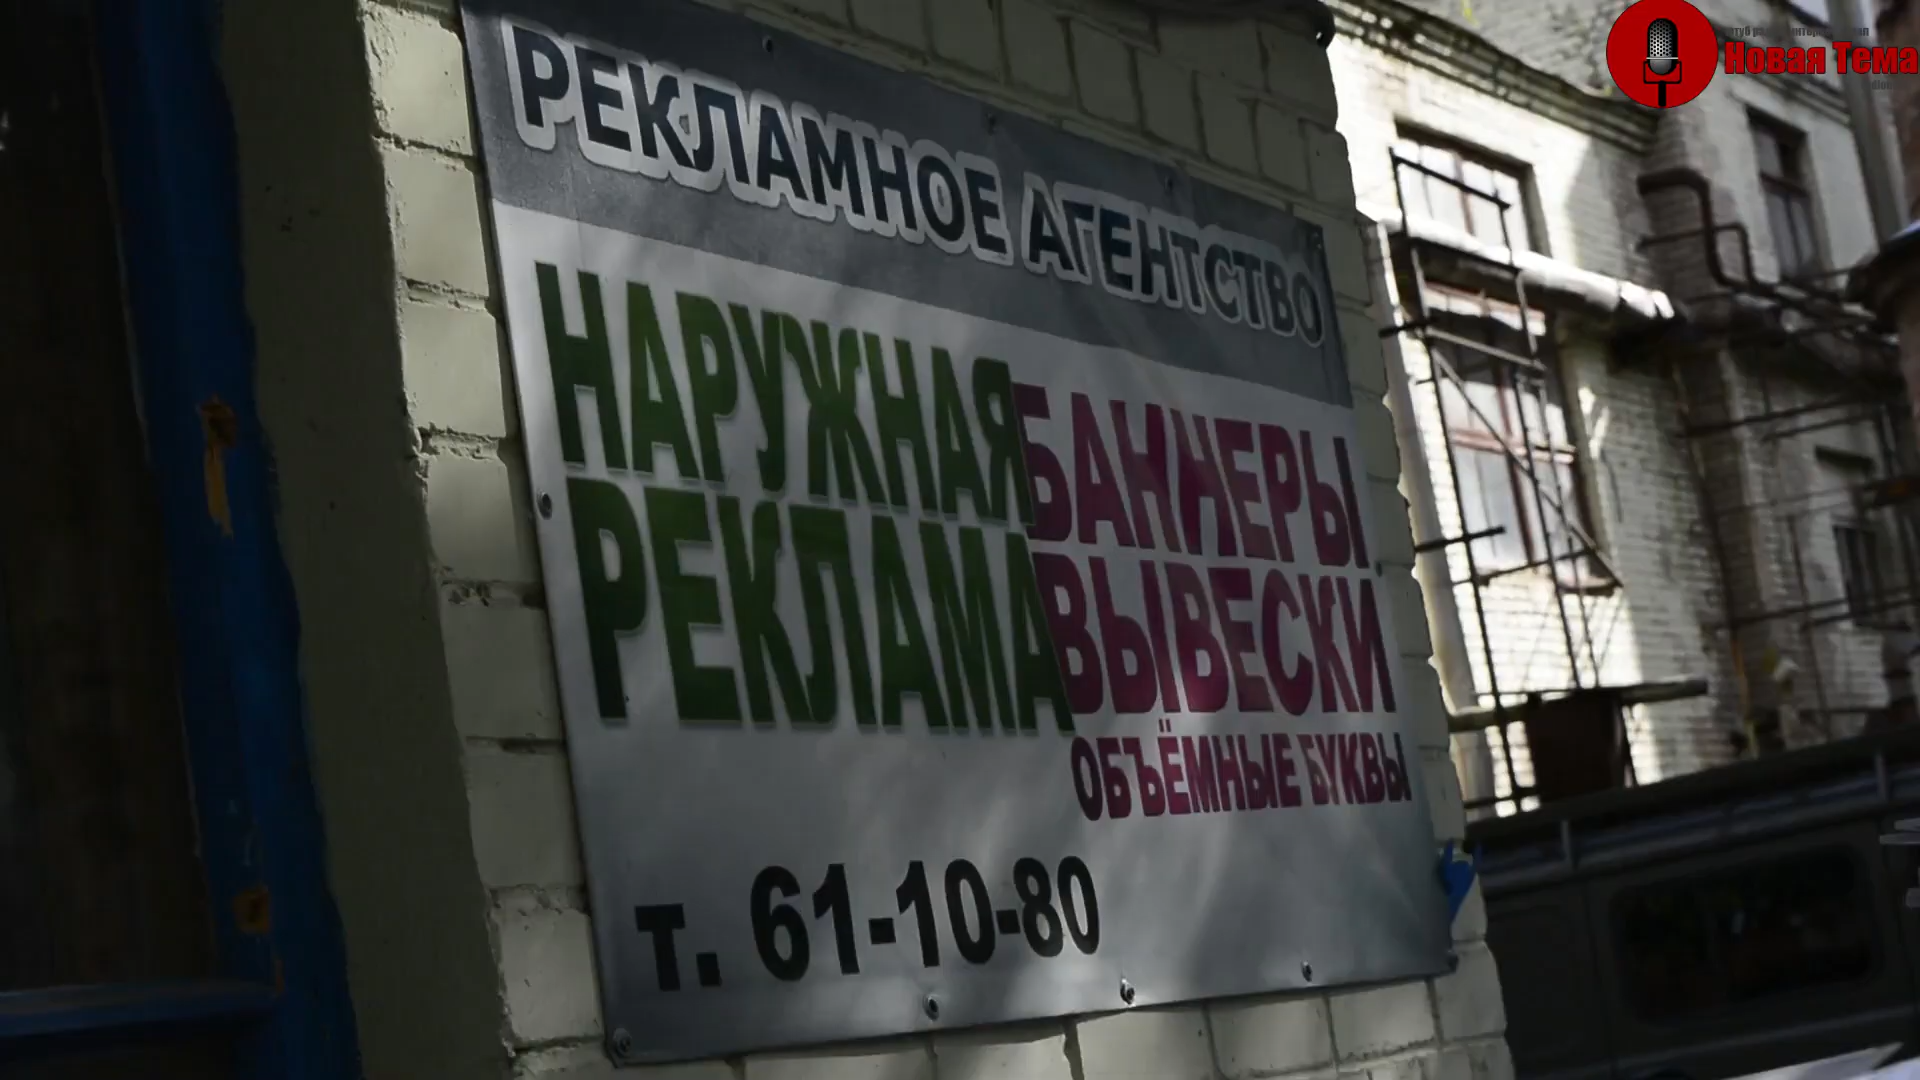 РЕКЛАМНОЕ АГЕНТСТВО
НАРУЖНАЯ
РЕКЛАМА
БАННЕРЫ
ВЫВЕСКИ
ОБЪЁМНЫЕ БУКВЫ
т. 61-10-80
Новая Тема